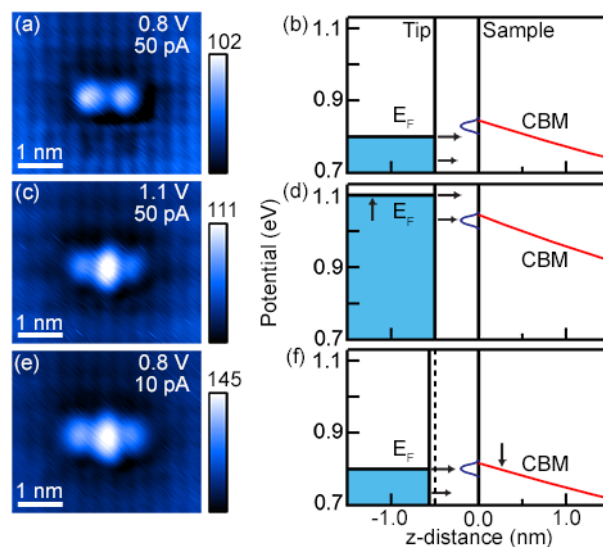 (a)
0.8 V
50 pA
102
1 nm
(b)
Tip
Sample
0.9
0.7
E_F
CBM
(c)
1.1 V
50 pA
111
1 nm
(d)
1.1
0.9
0.7
E_F
CBM
Potential (eV)
(e)
0.8 V
10 pA
145
1 nm
(f)
1.1
0.9
0.7
E_F
CBM
-1.0
0.0
1.0
z-distance (nm)